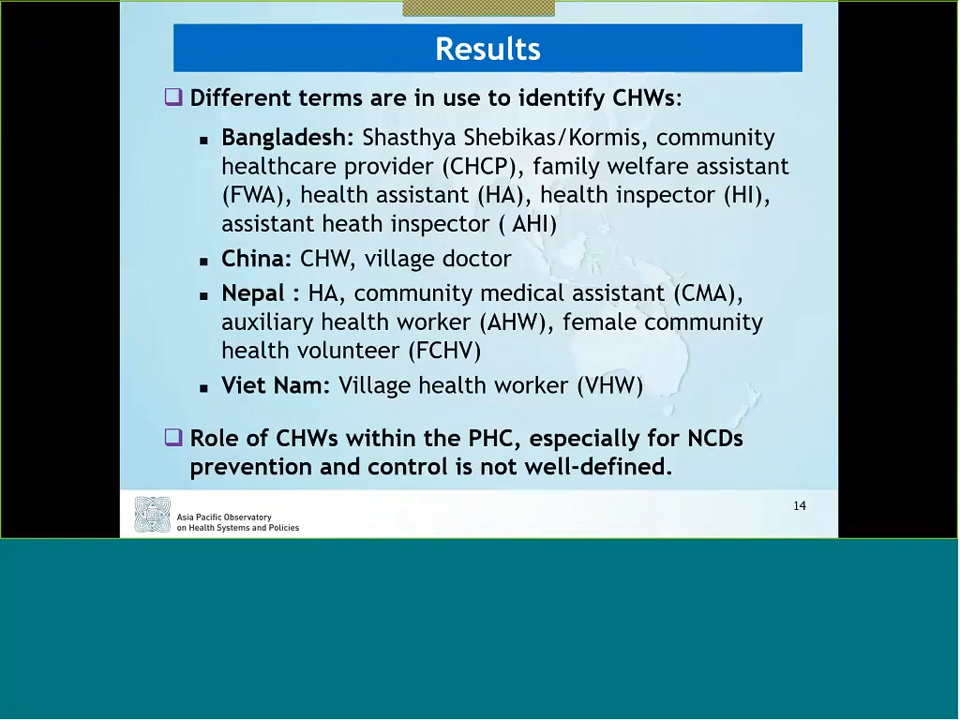 Results
Different terms are in use to identify CHWs:
Bangladesh: Shasthya Shebikas/Kormis, community
healthcare provider (CHCP), family welfare assistant
(FWA), health assistant (HA), health inspector (HI),
assistant heath inspector ( AHI)
China: CHW, village doctor
Nepal : HA, community medical assistant (CMA),
auxiliary health worker (AHW), female community
health volunteer (FCHV)
Viet Nam: Village health worker (VHW)
Role of CHWs within the PHC, especially for NCDs
prevention and control is not well-defined.
14
Asia Pacific Observatory
on Health Systems and Policies